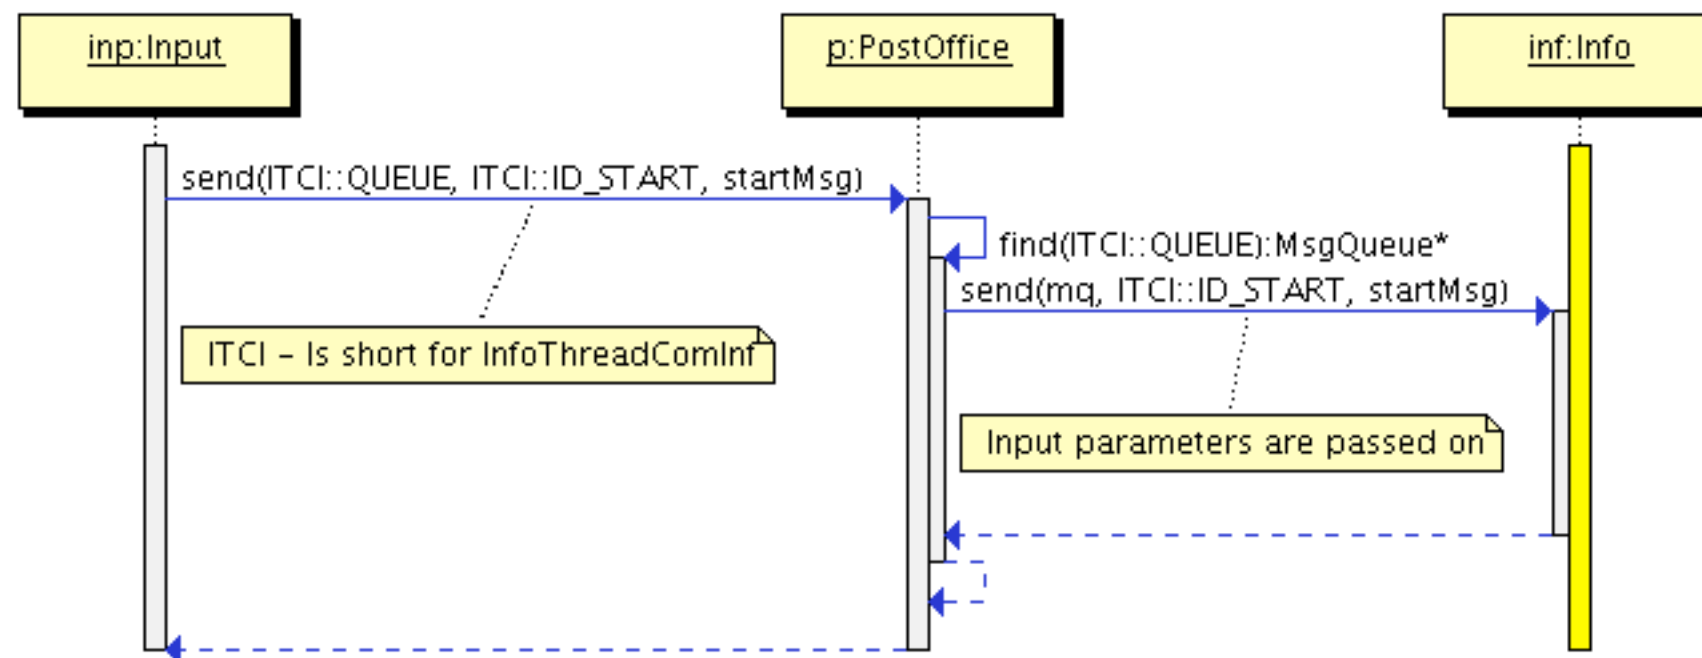 inp:Input
p:PostOffice
inf:Info
send(ITCI::QUEUE, ITCI::ID_START, startMsg)
find(ITCI::QUEUE):MsgQueue*
send(mq, ITCI::ID_START, startMsg)
ITCI – Is short for InfoThreadComInf
Input parameters are passed on